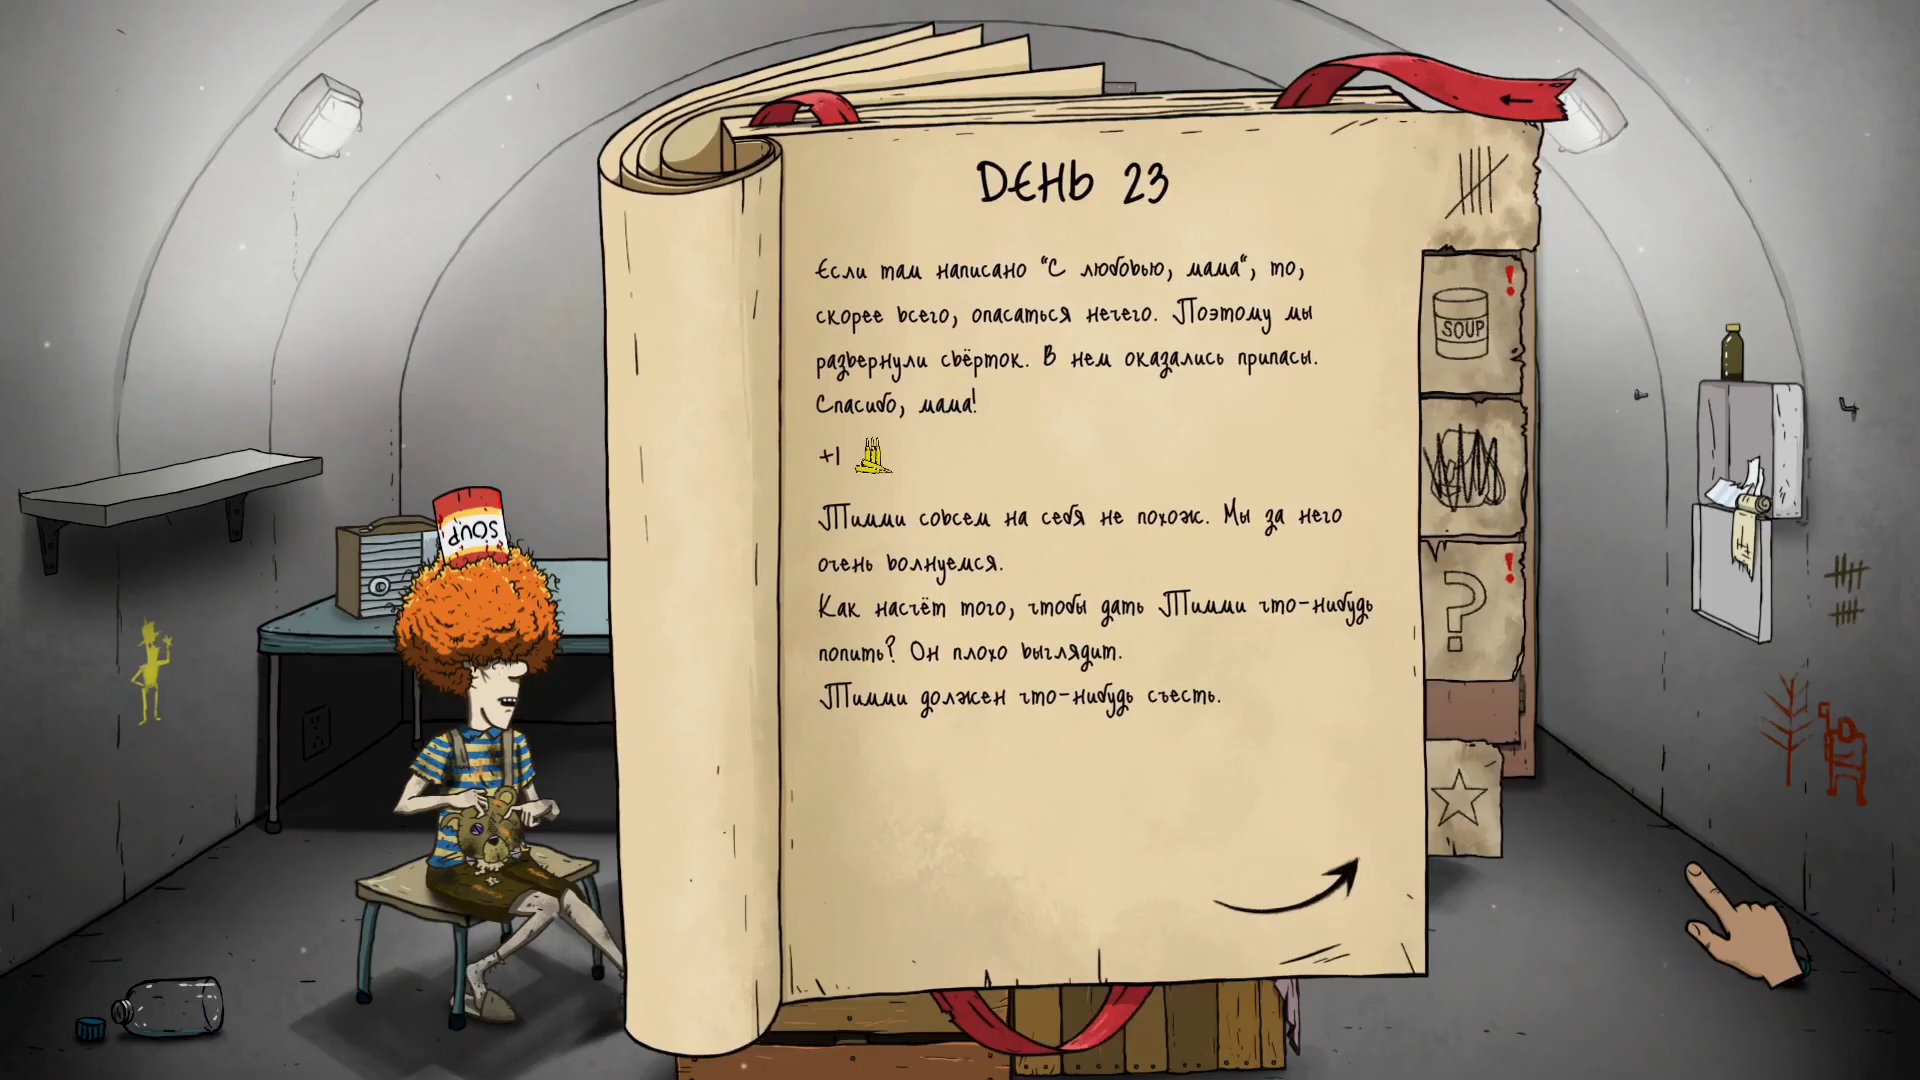 ДЕНЬ 23
Если там написано "С любовью, мама", то,
скорее всего, опасаться нечего. Поэтому мы
развернули свёрток. В нем оказались припасы.
Спасибо, мама!
+1
Тимми совсем на себя не похож. Мы за него
очень волнуемся.
Как насчёт того, чтобы дать Тимми что-нибудь
попить? Он плохо выглядит.
Тимми должен что-нибудь съесть.
!
SOUP
!
?
SOUP